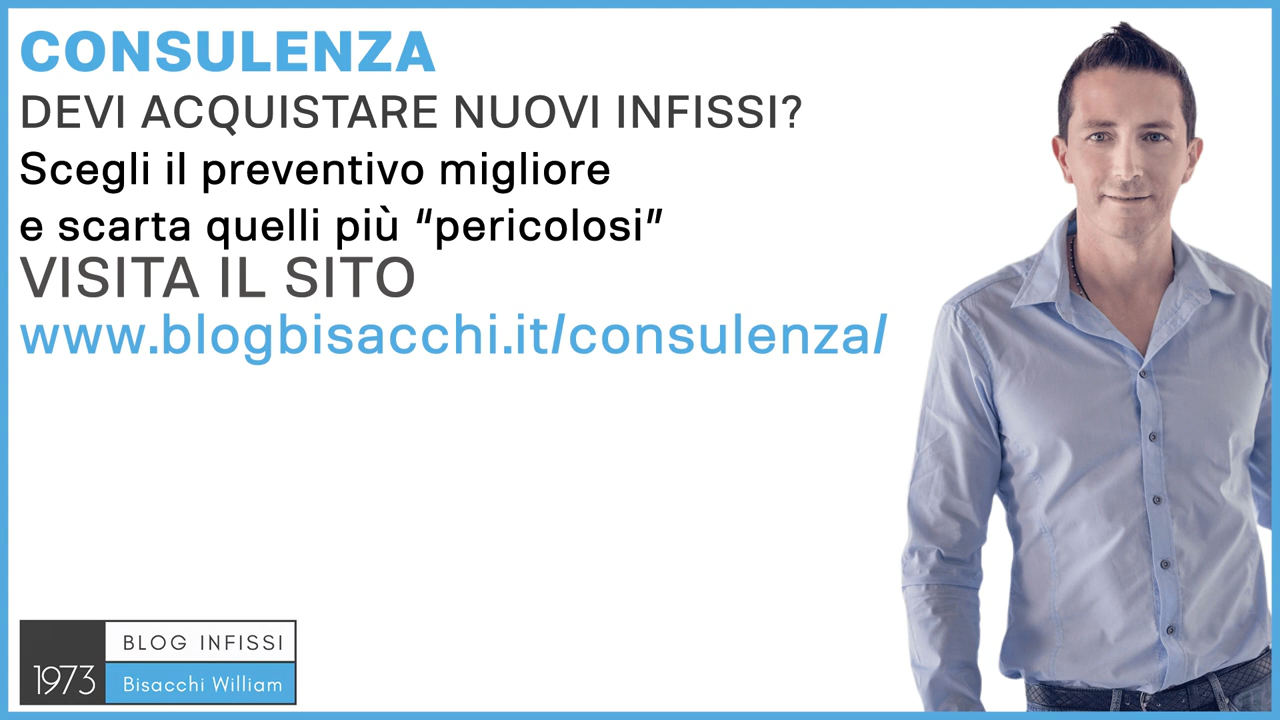 CONSULENZA
DEVI ACQUISTARE NUOVI INFISSI?
Scegli il preventivo migliore
e scarta quelli più “pericolosi”
VISITA IL SITO
www.blogbisacchi.it/consulenza/
BLOG INFISSI
1973
Bisacchi William